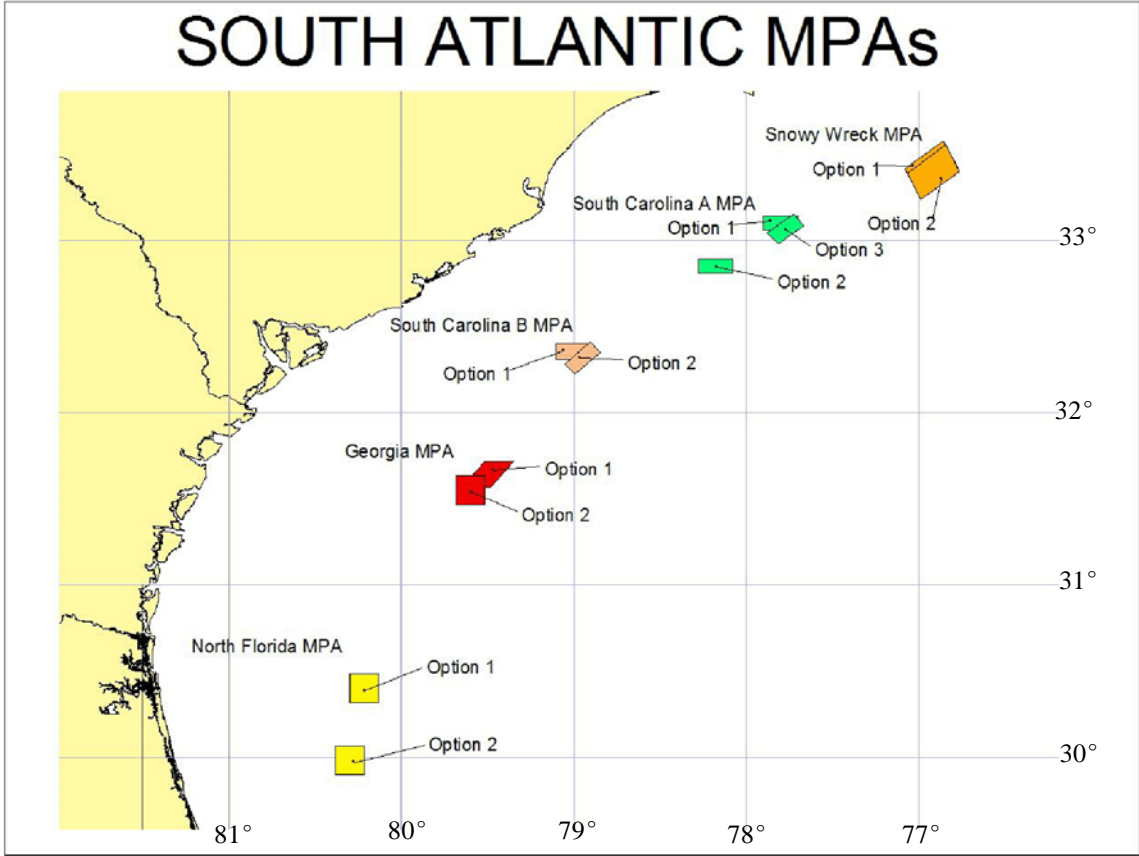 SOUTH ATLANTIC MPAs
Snowy Wreck MPA
Option 1
Option 2
South Carolina A MPA
Option 1
Option 3
Option 2
33°
South Carolina B MPA
Option 1
Option 2
32°
Georgia MPA
Option 1
Option 2
31°
North Florida MPA
Option 1
Option 2
30°
81° 80° 79° 78° 77°